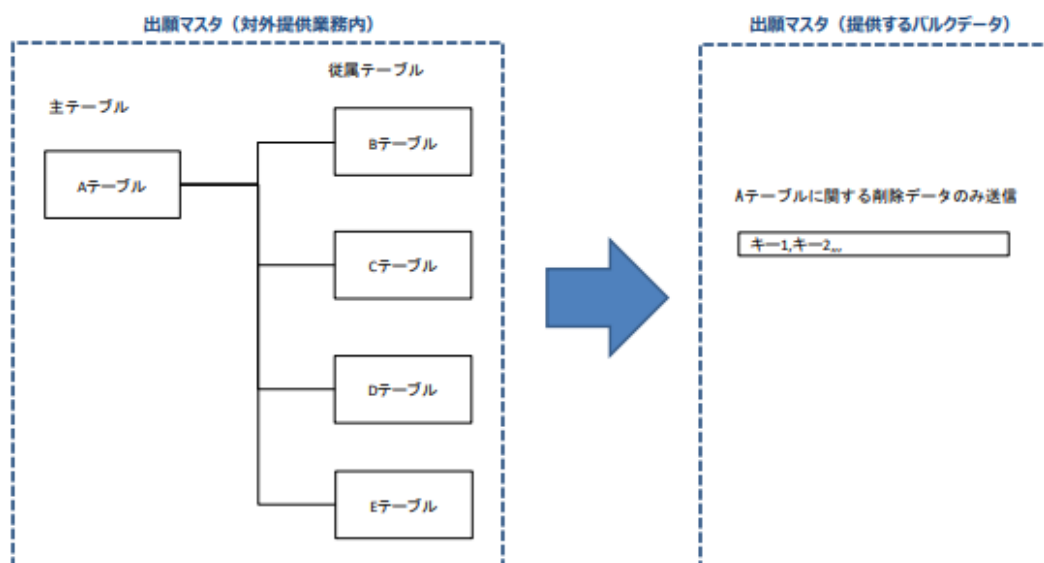 出願マスタ（対外提供業務内）
従属テーブル
主テーブル
Aテーブル
Bテーブル
Cテーブル
Dテーブル
Eテーブル
出願マスタ（提供するバルクデータ）
Aテーブルに関する削除データのみ送信
キー1,キー2,,,,